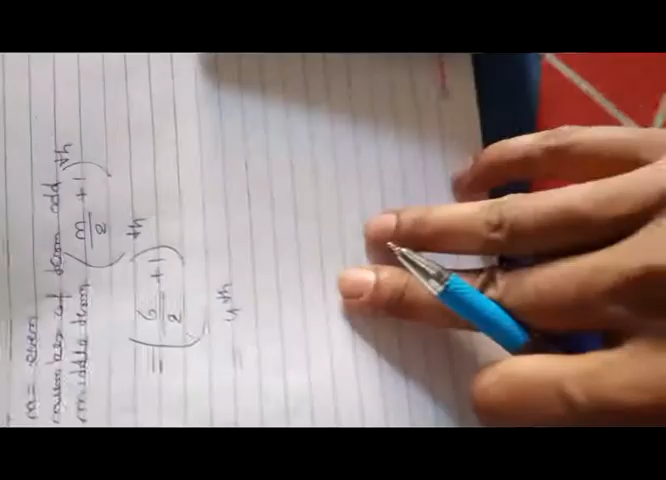 n = even
number of term odd
middle term (n/2 + 1)th
= (6/2 + 1)th
= 4th